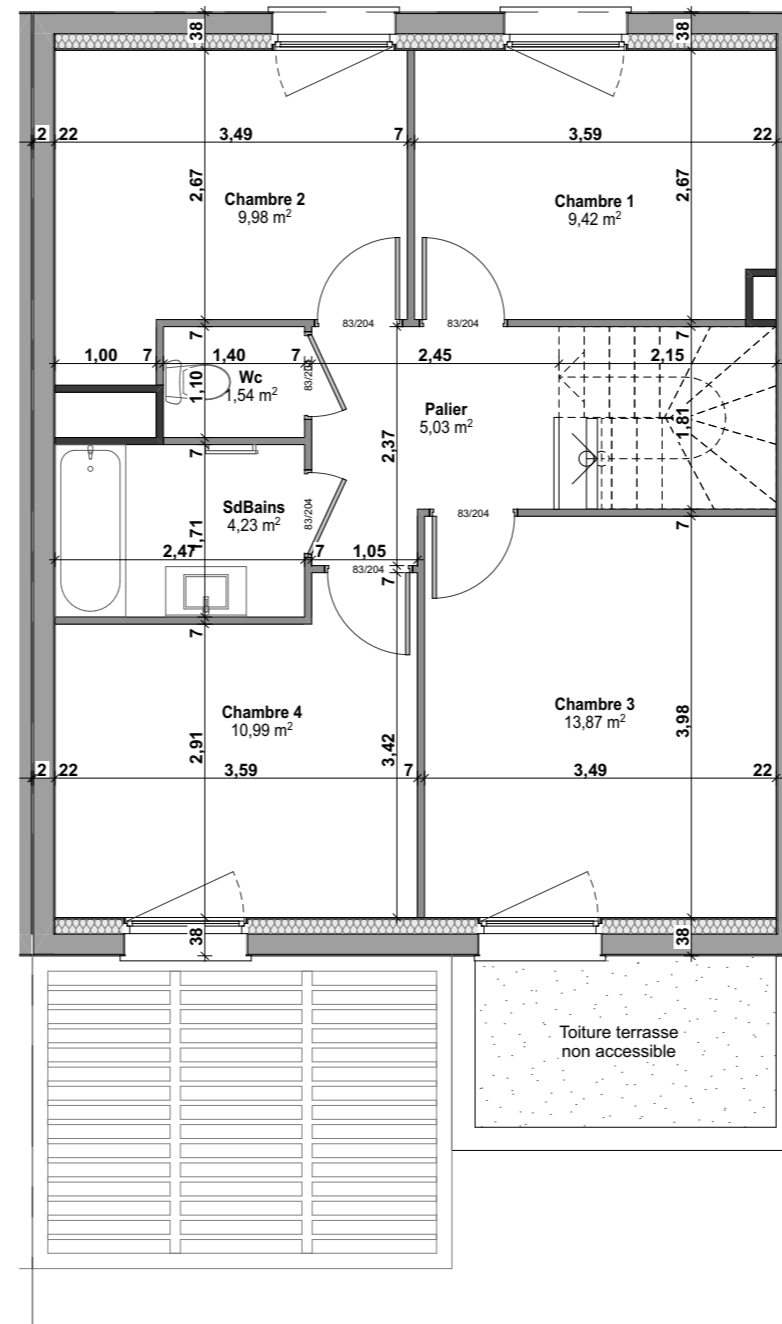 38
38
2
22
3,49
7
3,59
22
2,67
2,67
Chambre 2
9,98 m²
Chambre 1
9,42 m²
83/204
83/204
7
7
1,00
7
1,40
7
2,45
2,15
1,10
Wc
1,54 m²
Palier
5,03 m²
1,81
2,37
7
SdBains
4,23 m²
83/204
83/204
1,71
2,47
7
1,05
7
83/204
7
7
Chambre 4
10,99 m²
Chambre 3
13,87 m²
2,91
3,42
3,98
2
22
3,59
7
3,49
22
38
38
Toiture terrasse
non accessible